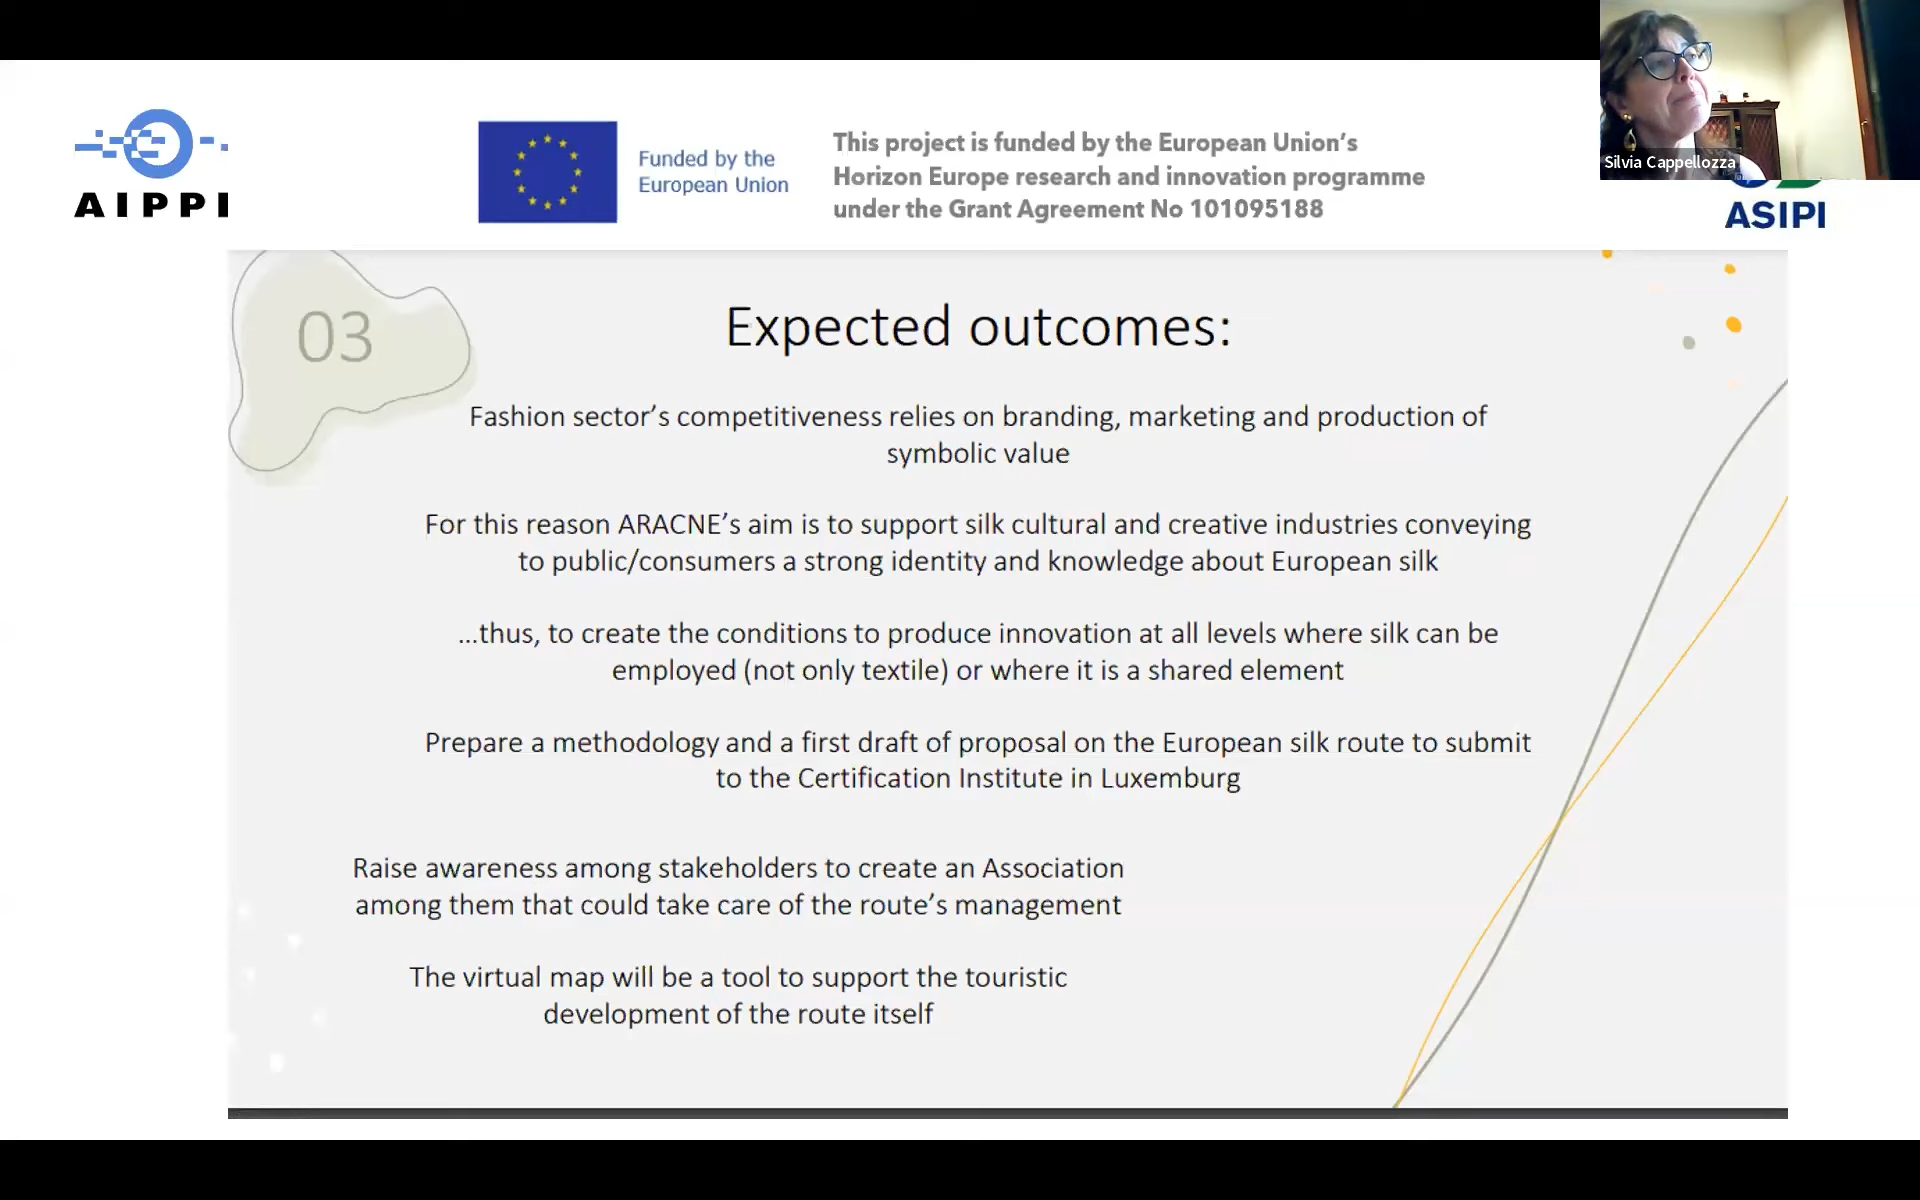 Silvia Cappellozza
AIPPI
Funded by the
European Union
This project is funded by the European Union's
Horizon Europe research and innovation programme
under the Grant Agreement No 101095188
ASIPI
03
Expected outcomes:
Fashion sector’s competitiveness relies on branding, marketing and production of
symbolic value
For this reason ARACNE’s aim is to support silk cultural and creative industries conveying
to public/consumers a strong identity and knowledge about European silk
...thus, to create the conditions to produce innovation at all levels where silk can be
employed (not only textile) or where it is a shared element
Prepare a methodology and a first draft of proposal on the European silk route to submit
to the Certification Institute in Luxemburg
Raise awareness among stakeholders to create an Association
among them that could take care of the route’s management
The virtual map will be a tool to support the touristic
development of the route itself